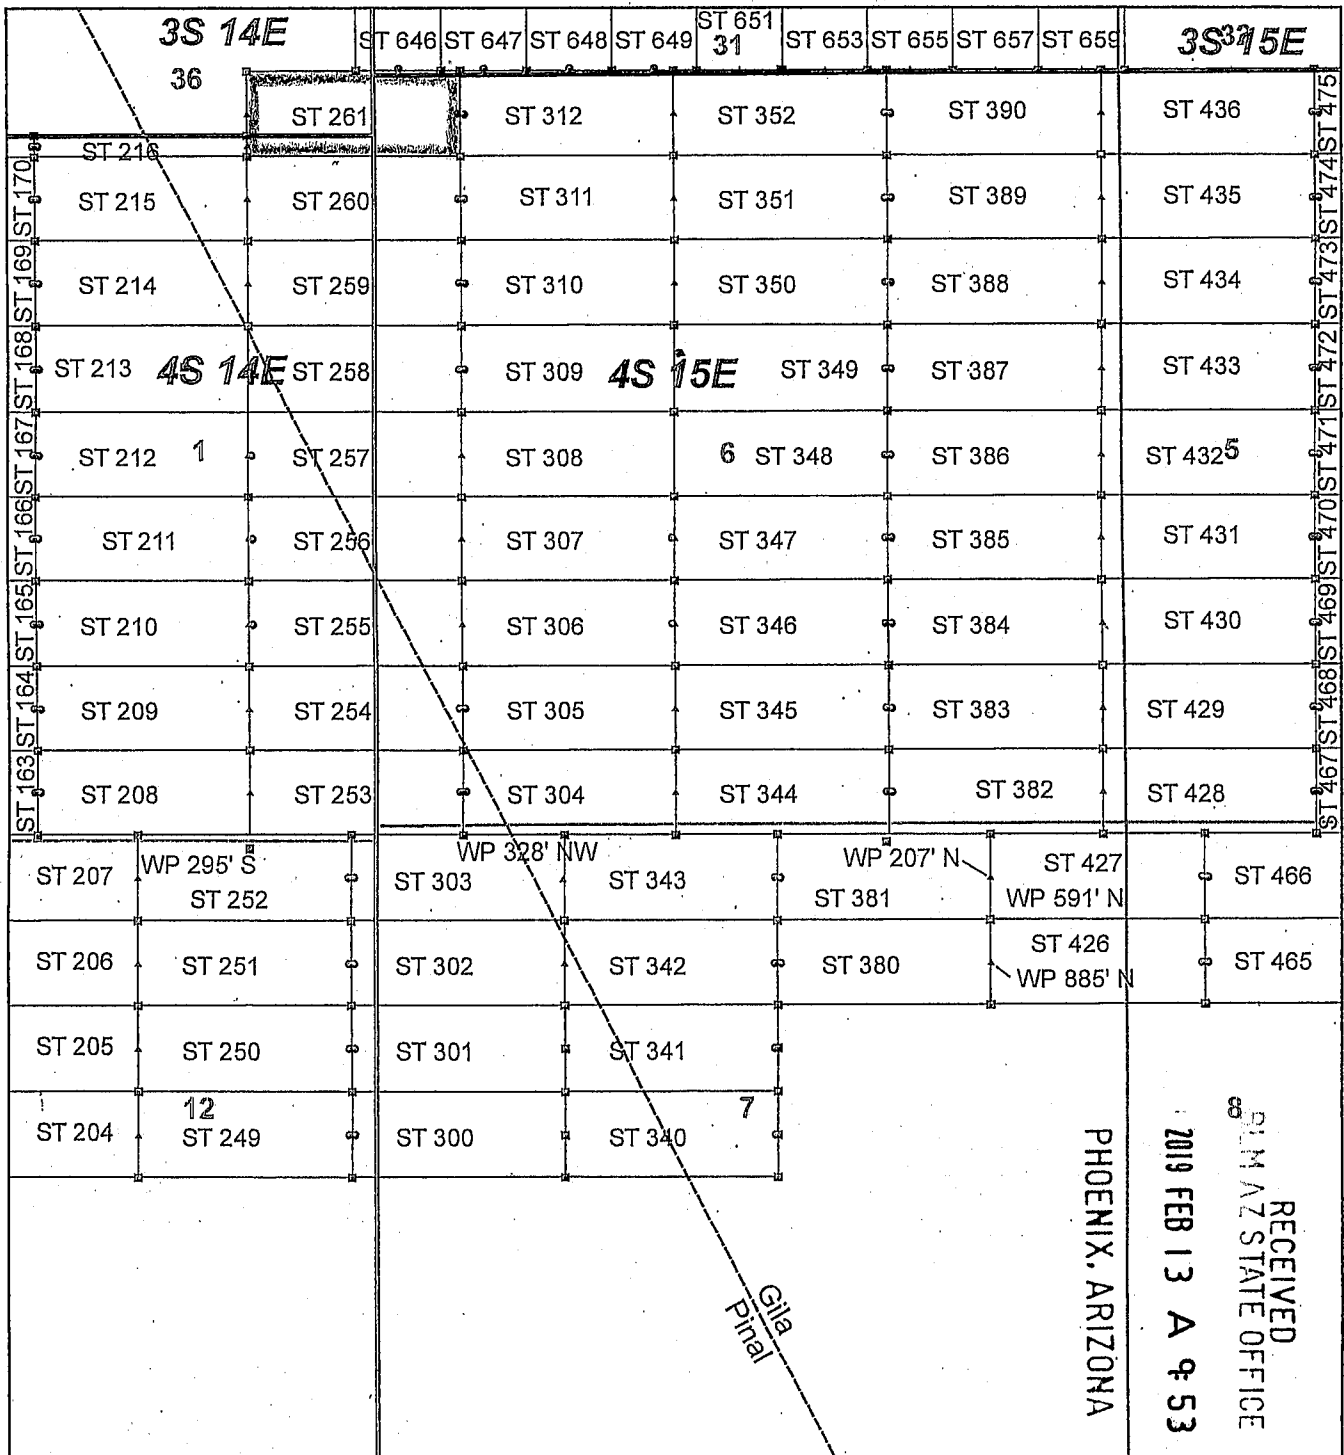 3S 14E
ST 646 ST 647 ST 648 ST 649 ST 651 ST 653 ST 655 ST 657 ST 659
31
3S 15E
32
36
ST 261 ST 312 ST 352 ST 390 ST 436
ST 475
ST 216
ST 170
ST 215 ST 260 ST 311 ST 351 ST 389 ST 435
ST 474
ST 169
ST 214 ST 259 ST 310 ST 350 ST 388 ST 434
ST 473
ST 168
ST 213 4S 14E ST 258 ST 309 4S 15E ST 349 ST 387 ST 433
ST 472
ST 167
ST 212 1 ST 257 ST 308 6 ST 348 ST 386 ST 432 5
ST 471
ST 166
ST 211 ST 256 ST 307 ST 347 ST 385 ST 431
ST 470
ST 165
ST 210 ST 255 ST 306 ST 346 ST 384 ST 430
ST 469
ST 164
ST 209 ST 254 ST 305 ST 345 ST 383 ST 429
ST 468
ST 163
ST 208 ST 253 ST 304 ST 344 ST 382 ST 428
ST 467
WP 295' S WP 328' NW WP 207' N
ST 207 ST 252 ST 303 ST 343 ST 381 ST 427 ST 466
WP 591' N
ST 206 ST 251 ST 302 ST 342 ST 380 ST 426 ST 465
WP 885' N
ST 205 ST 250 ST 301 ST 341
12 7 8
ST 204 ST 249 ST 300 ST 340
Gila
Pinal
RECEIVED
BLM AZ STATE OFFICE
2019 FEB 13 A 9:53
PHOENIX, ARIZONA